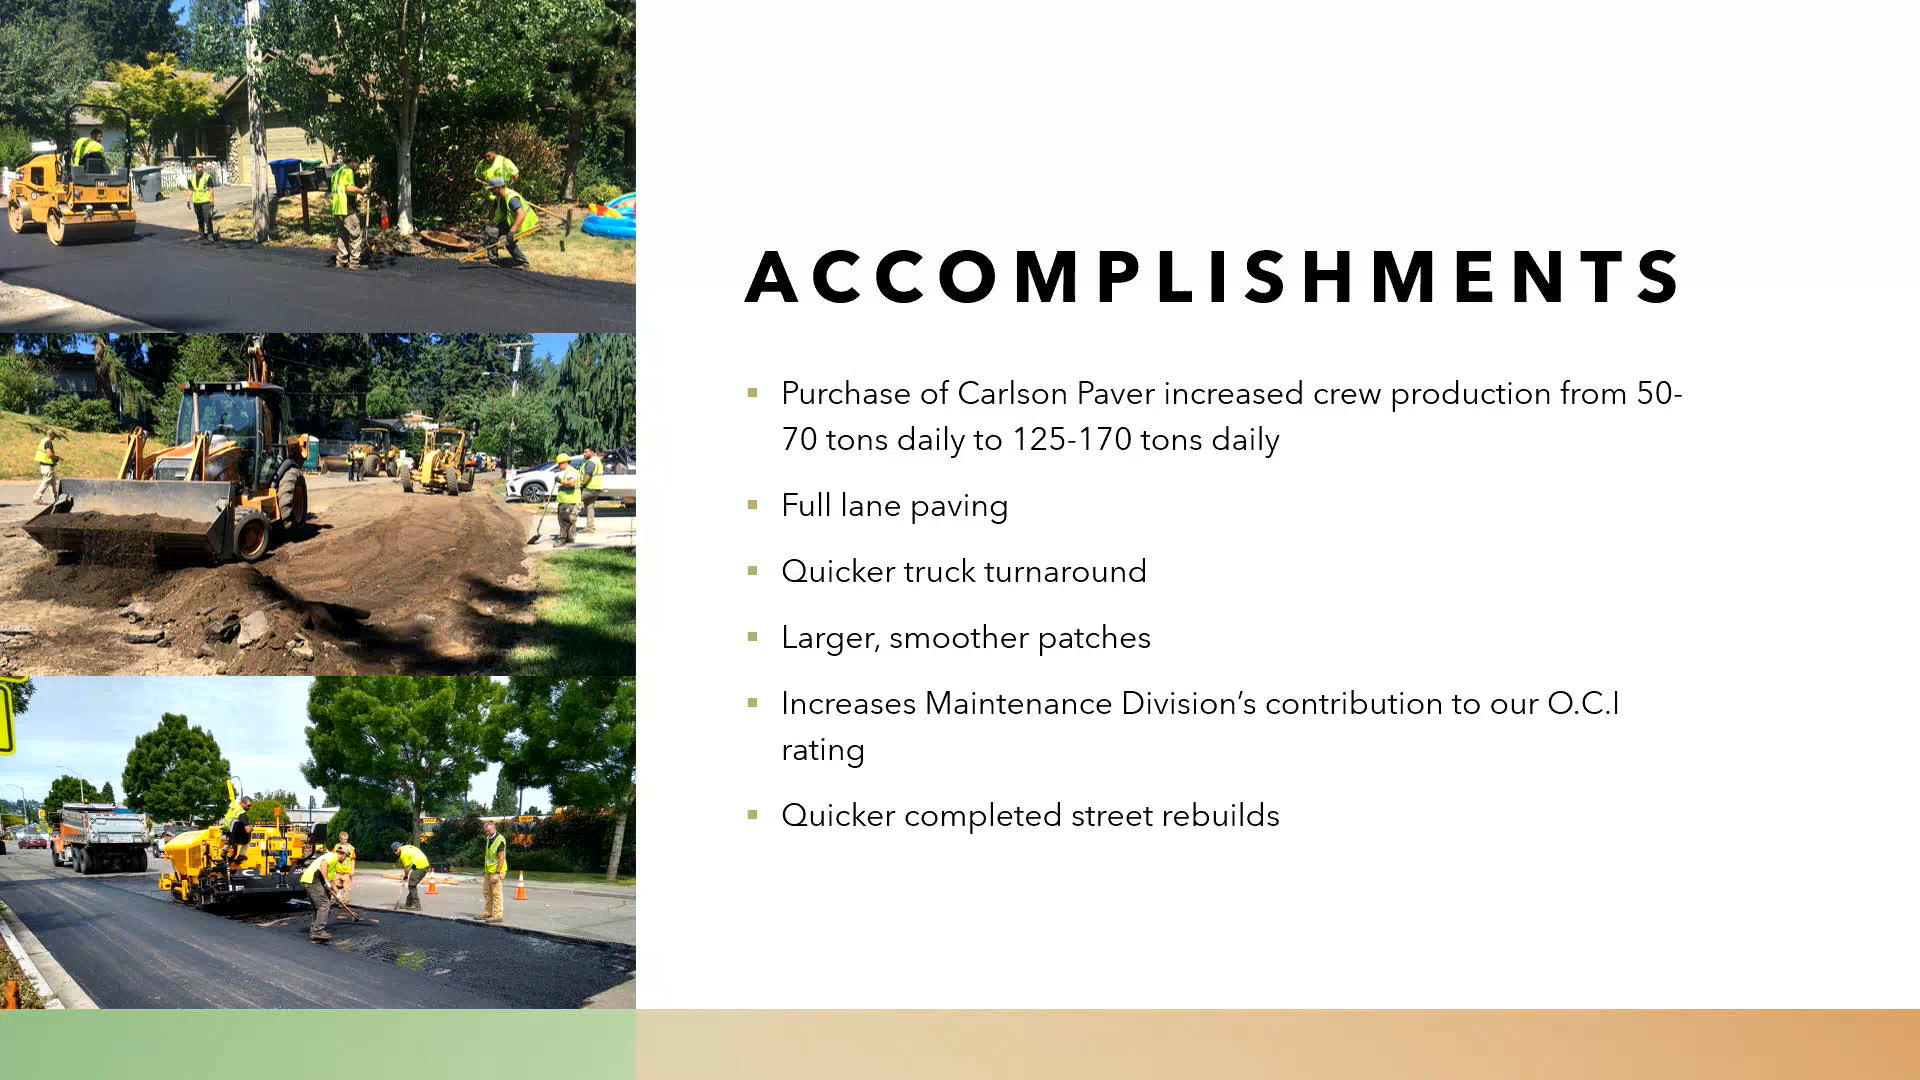 ACCOMPLISHMENTS
Purchase of Carlson Paver increased crew production from 50-
70 tons daily to 125-170 tons daily
Full lane paving
Quicker truck turnaround
Larger, smoother patches
Increases Maintenance Division’s contribution to our O.C.I
rating
Quicker completed street rebuilds